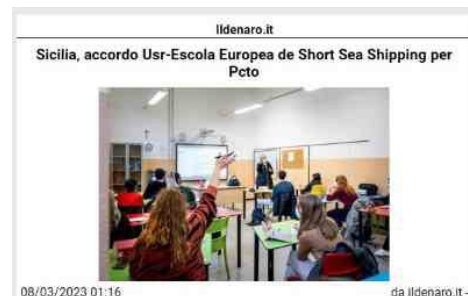 Ildenaro.it
Sicilia, accordo Usr-Escola Europea de Short Sea Shipping per
Pcto
08/03/2023 01:16
da ildenaro.it -